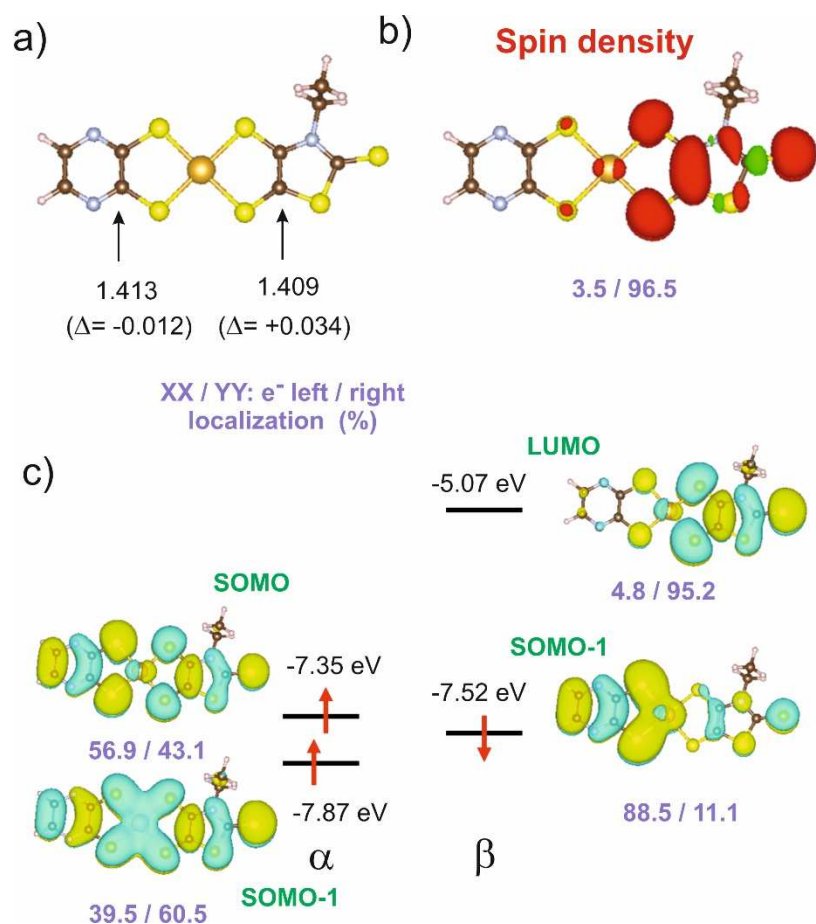 a)
b)
Spin density
1.413
(Δ= -0.012)
1.409
(Δ= +0.034)
3.5 / 96.5
XX / YY: e⁻ left / right
localization (%)
c)
LUMO
-5.07 eV
4.8 / 95.2
SOMO
-7.35 eV
56.9 / 43.1
SOMO-1
-7.52 eV
88.5 / 11.1
-7.87 eV
α
β
SOMO-1
39.5 / 60.5